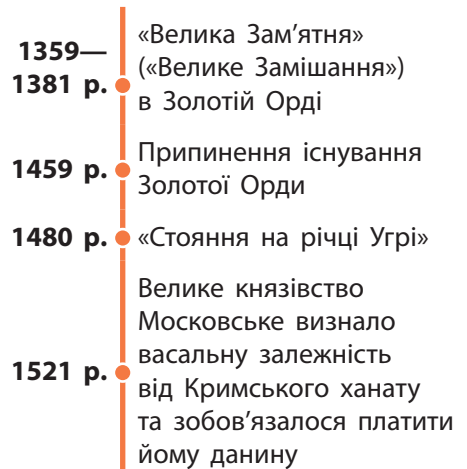 1359—
1381 р.
«Велика Зам’ятня»
(«Велике Замішання»)
в Золотій Орді
1459 р.
Припинення існування
Золотої Орди
1480 р.
«Стояння на річці Угрі»
1521 р.
Велике князівство
Московське визнало
васальну залежність
від Кримського ханату
та зобов’язалося платити
йому данину